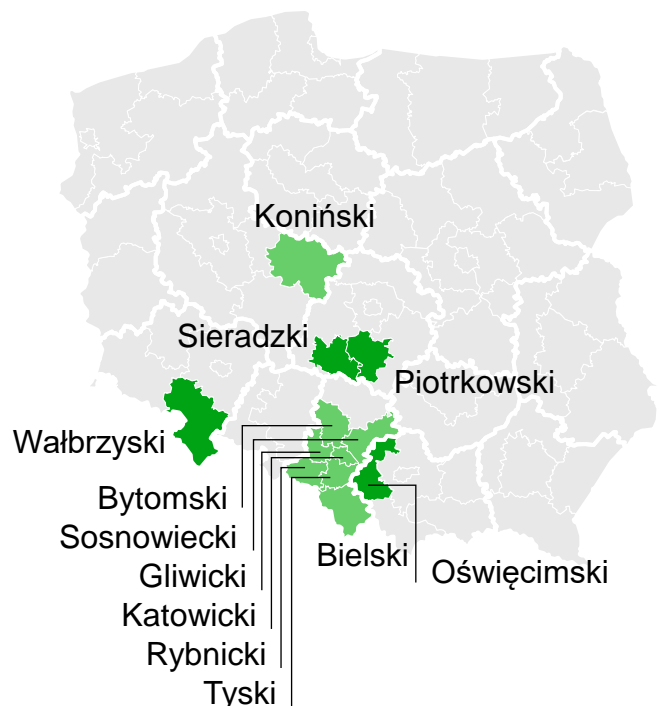 Koniński
Sieradzki
Piotrkowski
Wałbrzyski
Bytomski
Sosnowiecki
Bielski
Oświęcimski
Gliwicki
Katowicki
Rybnicki
Tyski